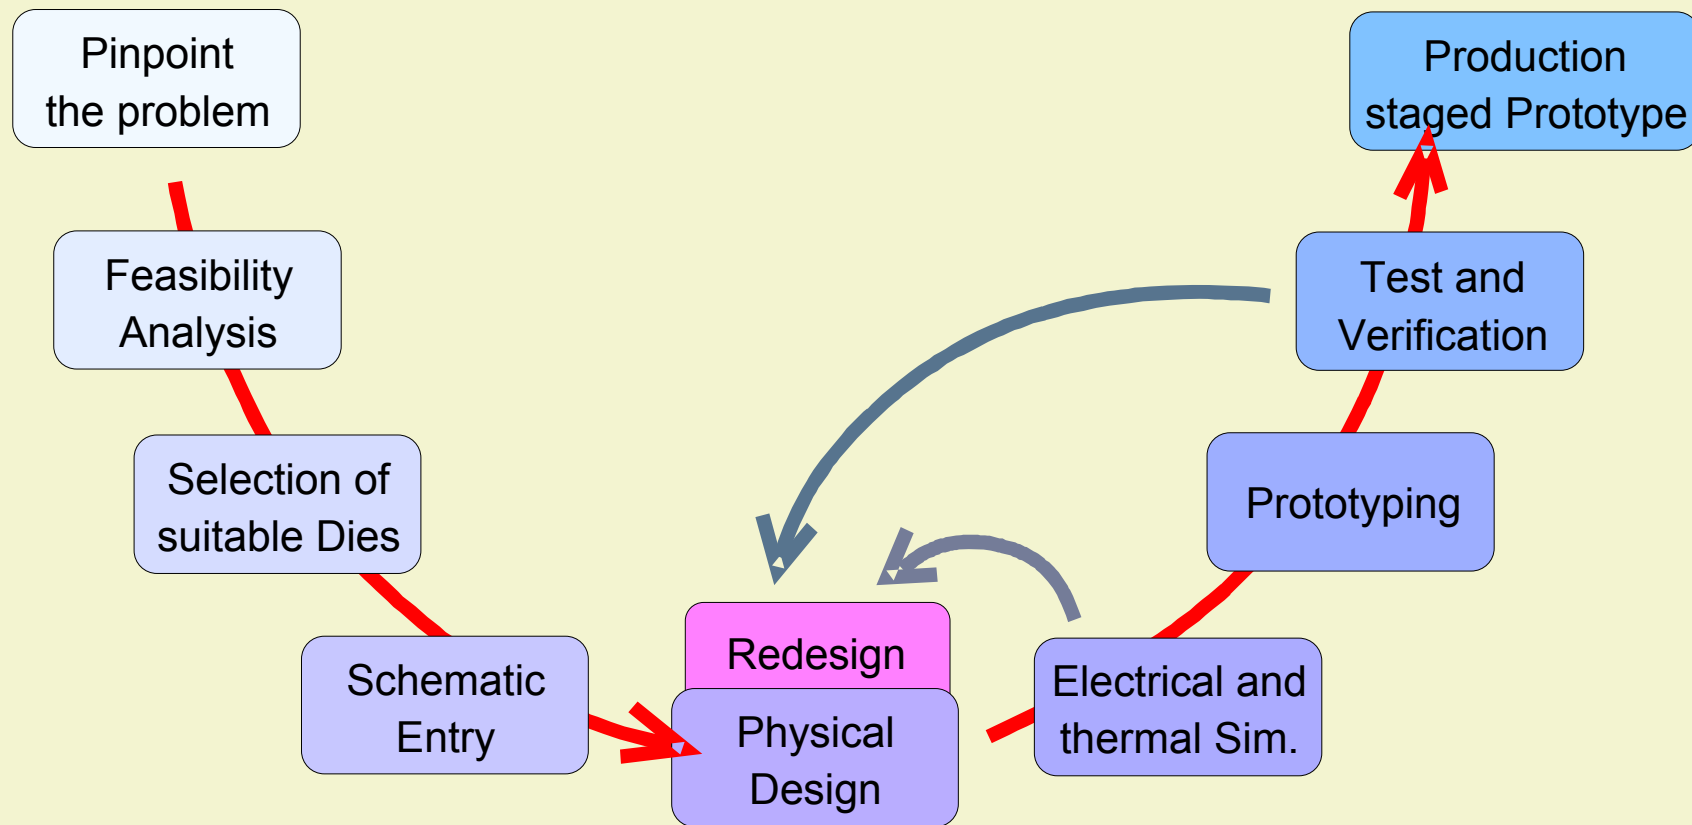 Pinpoint
the problem
Feasibility
Analysis
Selection of
suitable Dies
Schematic
Entry
Redesign
Physical
Design
Electrical and
thermal Sim.
Prototyping
Test and
Verification
Production
staged Prototype